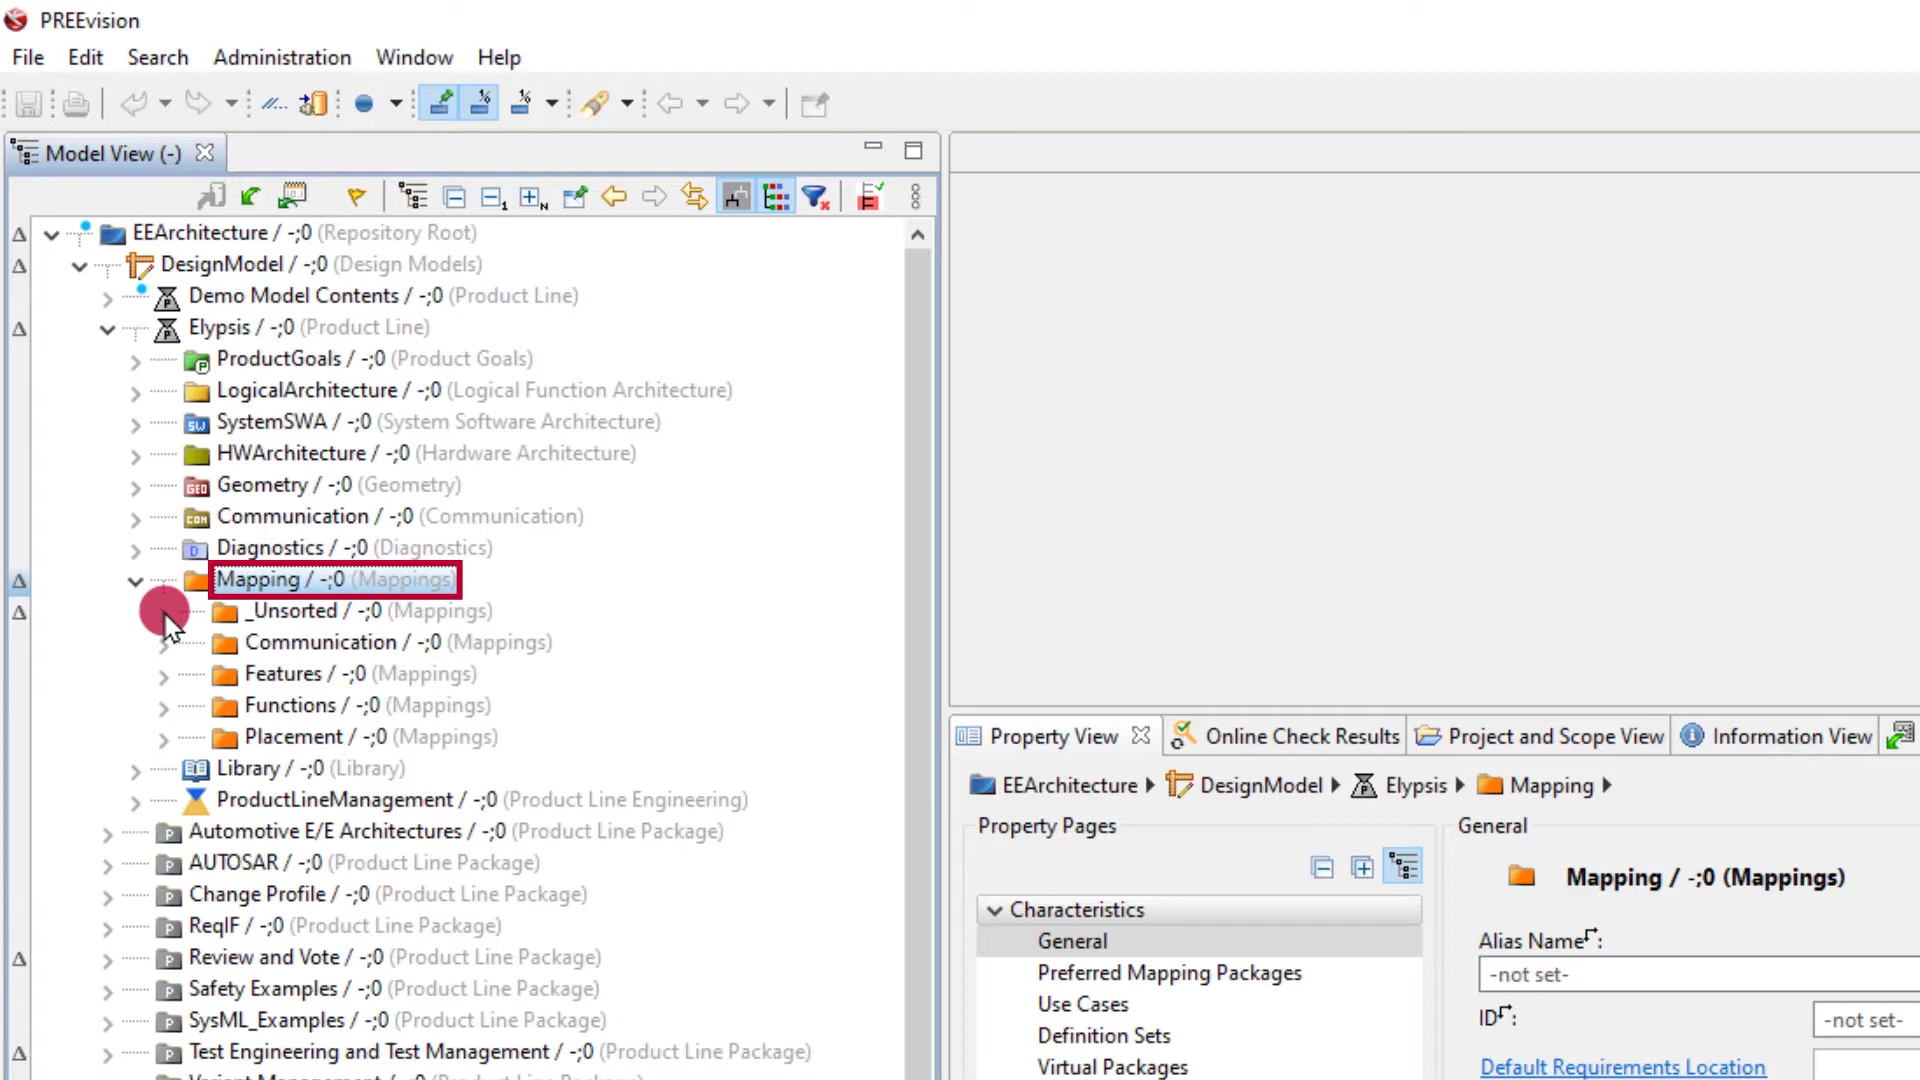 PREEvision
File Edit Search Administration Window Help
Model View (-)
EEArchitecture / -;0 (Repository Root)
DesignModel / -;0 (Design Models)
Demo Model Contents / -;0 (Product Line)
Elypsis / -;0 (Product Line)
ProductGoals / -;0 (Product Goals)
LogicalArchitecture / -;0 (Logical Function Architecture)
SystemSWA / -;0 (System Software Architecture)
HWArchitecture / -;0 (Hardware Architecture)
Geometry / -;0 (Geometry)
Communication / -;0 (Communication)
Diagnostics / -;0 (Diagnostics)
Mapping / -;0 (Mappings)
_Unsorted / -;0 (Mappings)
Communication / -;0 (Mappings)
Features / -;0 (Mappings)
Functions / -;0 (Mappings)
Placement / -;0 (Mappings)
Library / -;0 (Library)
ProductLineManagement / -;0 (Product Line Engineering)
Automotive E/E Architectures / -;0 (Product Line Package)
AUTOSAR / -;0 (Product Line Package)
Change Profile / -;0 (Product Line Package)
ReqIF / -;0 (Product Line Package)
Review and Vote / -;0 (Product Line Package)
Safety Examples / -;0 (Product Line Package)
SysML_Examples / -;0 (Product Line Package)
Test Engineering and Test Management / -;0 (Product Line Package)
Property View Online Check Results Project and Scope View Information View
EEArchitecture DesignModel Elypsis Mapping
Property Pages
Characteristics
General
Preferred Mapping Packages
Use Cases
Definition Sets
Virtual Packages
General
Mapping / -;0 (Mappings)
Alias Name:
-not set-
ID:
-not set-
Default Requirements Location